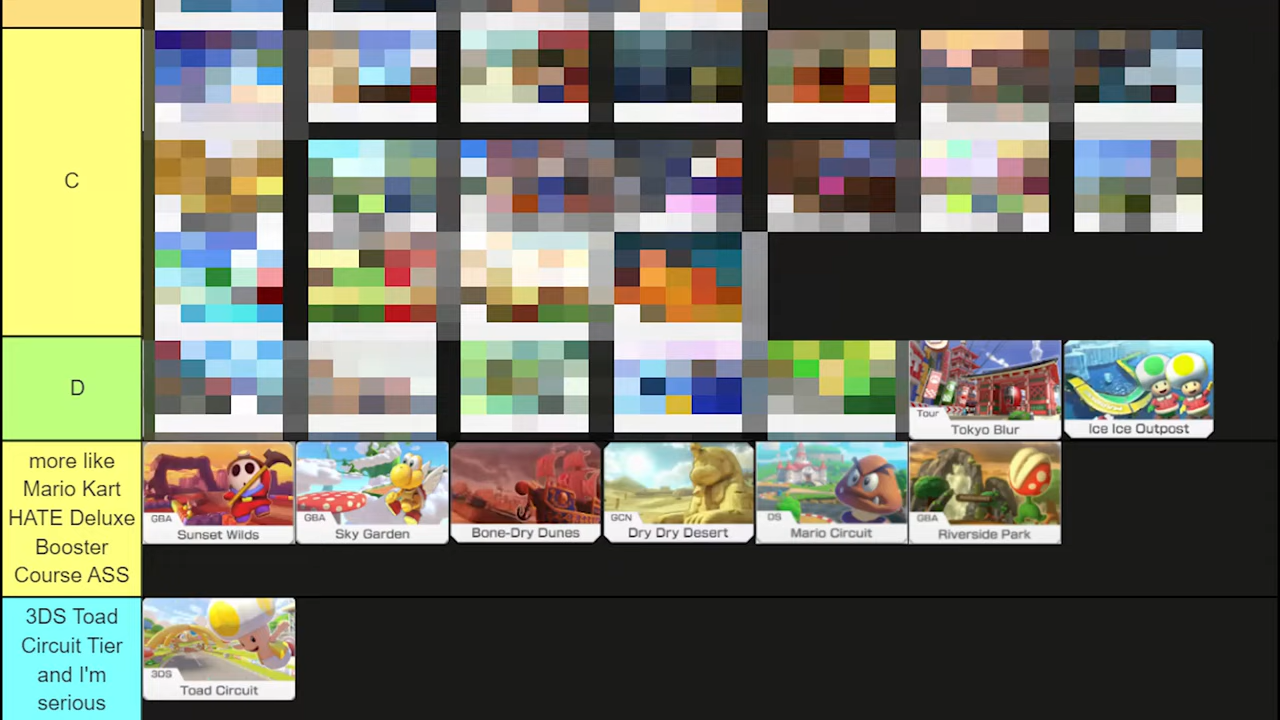 C
D
Tour
Tokyo Blur
Ice Ice Outpost
more like
Mario Kart
HATE Deluxe
Booster
Course ASS
GBA
Sunset Wilds
GBA
Sky Garden
Bone-Dry Dunes
GCN
Dry Dry Desert
DS
Mario Circuit
GBA
Riverside Park
3DS Toad
Circuit Tier
and I'm
serious
3DS
Toad Circuit